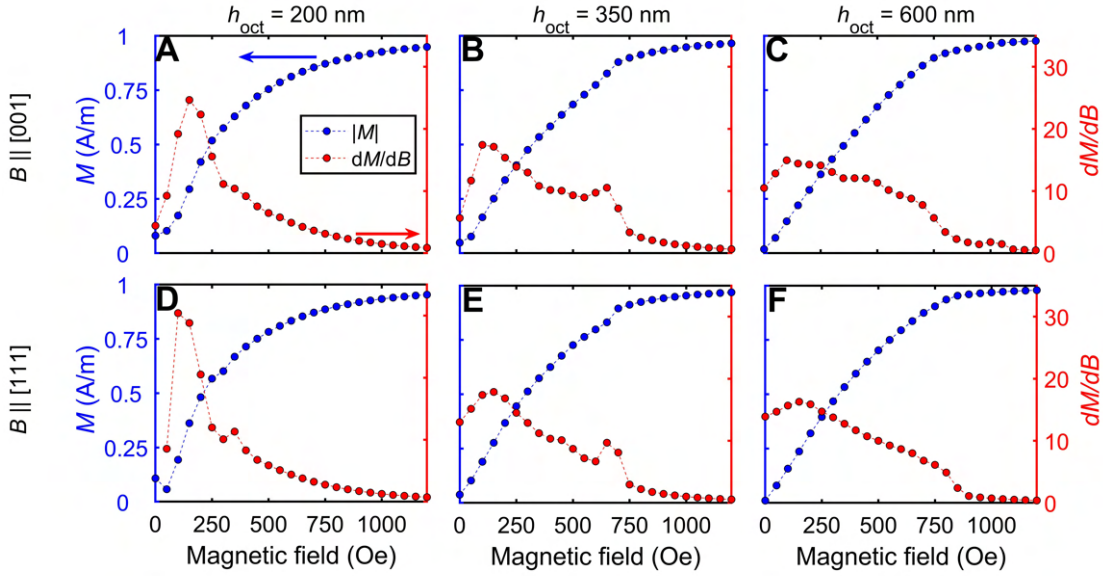 h_oct = 200 nm
h_oct = 350 nm
h_oct = 600 nm
B || [001]
A
1
0.75
0.5
0.25
0
M (A/m)
|M|
dM/dB
B
C
30
20
10
0
dM/dB
B || [111]
D
1
0.75
0.5
0.25
0
M (A/m)
E
F
30
20
10
0
dM/dB
0 250 500 750 1000
0 250 500 750 1000
0 250 500 750 1000
Magnetic field (Oe)
Magnetic field (Oe)
Magnetic field (Oe)